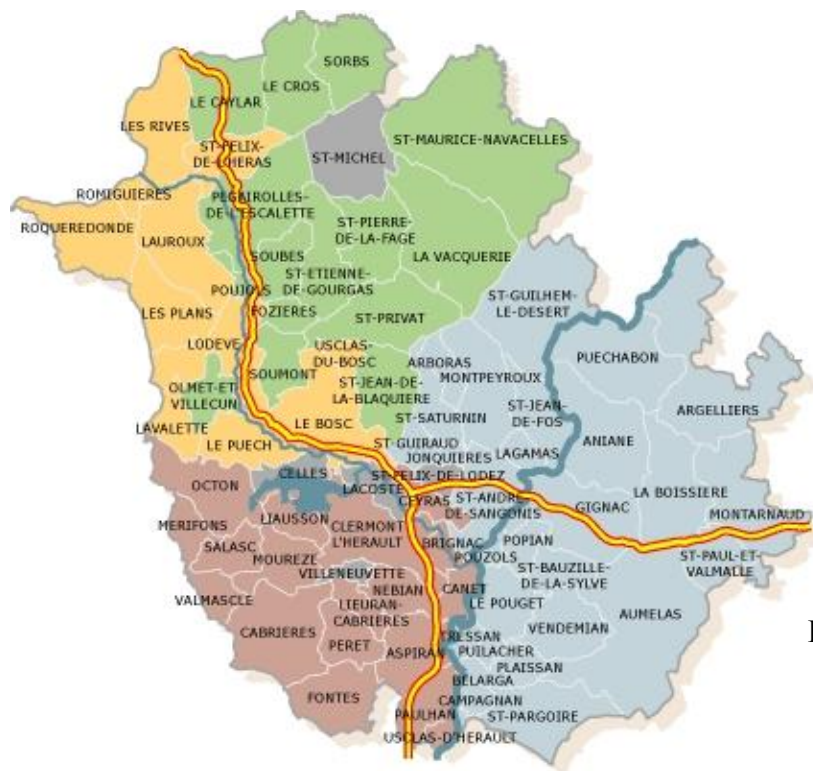 SORBS
LE CROS
LE CAYLAR
LES RIVES
ST-MAURICE-NAVACELLES
ST-FELIX-
DE-L'HERAS
ST-MICHEL
ROMIGUIERES
PEGAIROLLES-
DE-L'ESCALETTE
ROQUEREDONDE
LAUROUX
ST-PIERRE-
DE-LA-FAGE
SOUBES
LA VACQUERIE
ST-ETIENNE-
DE-GOURGAS
POUJOLS
ST-GUILHEM-
LE-DESERT
LES PLANS
FOZIERES
ST-PRIVAT
LODEVE
USCLAS-
DU-BOSC
ARBORAS
PUECHABON
MONTPEYROUX
SOUMONT
OLMET-ET-
VILLECUN
ST-JEAN-DE-
LA-BLAQUIERE
ST-JEAN-
DE-FOS
ARGELLIERS
LAVALETTE
LE BOSC
ST-SATURNIN
LE PUECH
ST-GUIRAUD
ANIANE
JONQUIERES
LAGAMAS
CELLES
ST-FELIX-DE-LODEZ
OCTON
LACOSTE
CEYRAS
ST-ANDRE-
DE-SANGONIS
LA BOISSIERE
GIGNAC
MONTARNAUD
LIAUSSON
MERIFONS
CLERMONT
L'HERAULT
SALASC
BRIGNAC
POPIAN
MOUREZE
POUZOLS
ST-PAUL-ET-
VALMALLE
VILLENEUVETTE
ST-BAUZILLE-
DE-LA-SYLVE
NEBIAN
CANET
VALMASCLE
LIEURAN-
CABRIERES
LE POUGET
AUMELAS
CABRIERES
VENDEMIAN
PERET
TRESSAN
ASPIRAN
PUILACHER
PLAISSAN
BELARGA
FONTES
CAMPAGNAN
PAULHAN
ST-PARGOIRE
USCLAS-D'HERAULT